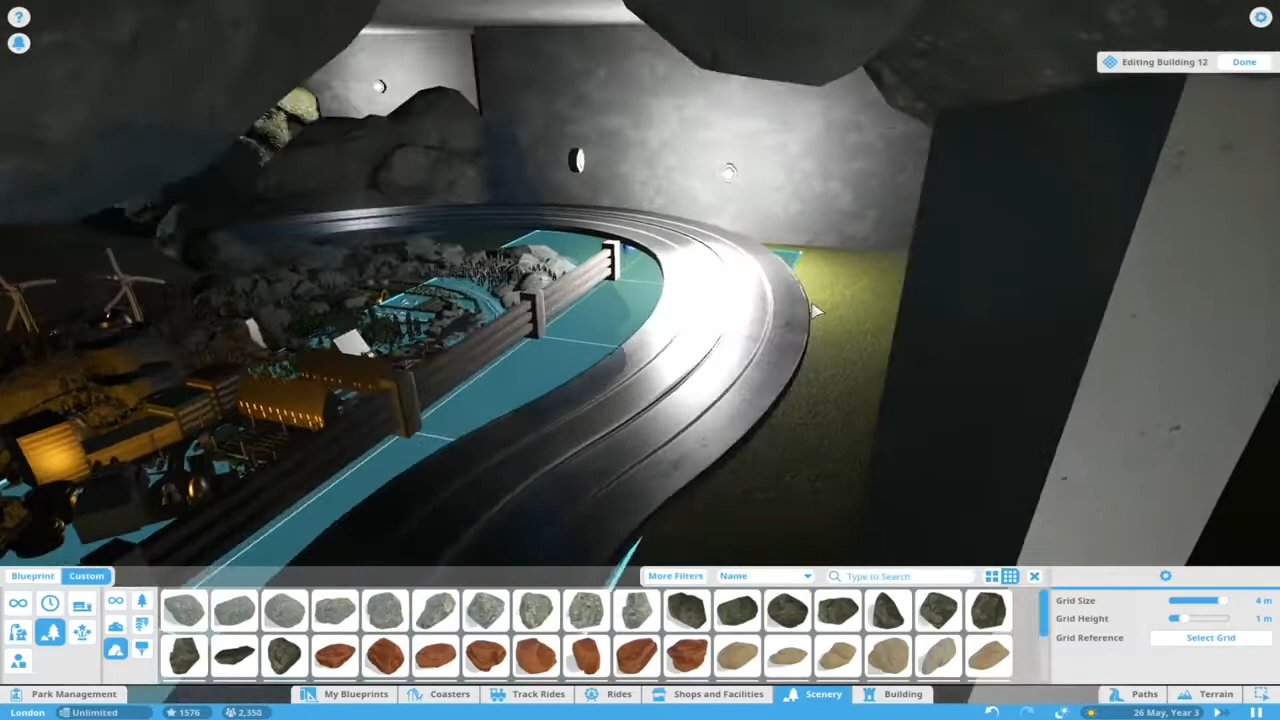 ?
Editing Building 12 Done
Blueprint Custom More Filters Name Type to Search
Grid Size 4 m
Grid Height 1 m
Grid Reference Select Grid
Park Management My Blueprints Coasters Track Rides Rides Shops and Facilities Scenery Building Paths Terrain
London Unlimited 1576 2,350 26 May, Year 3